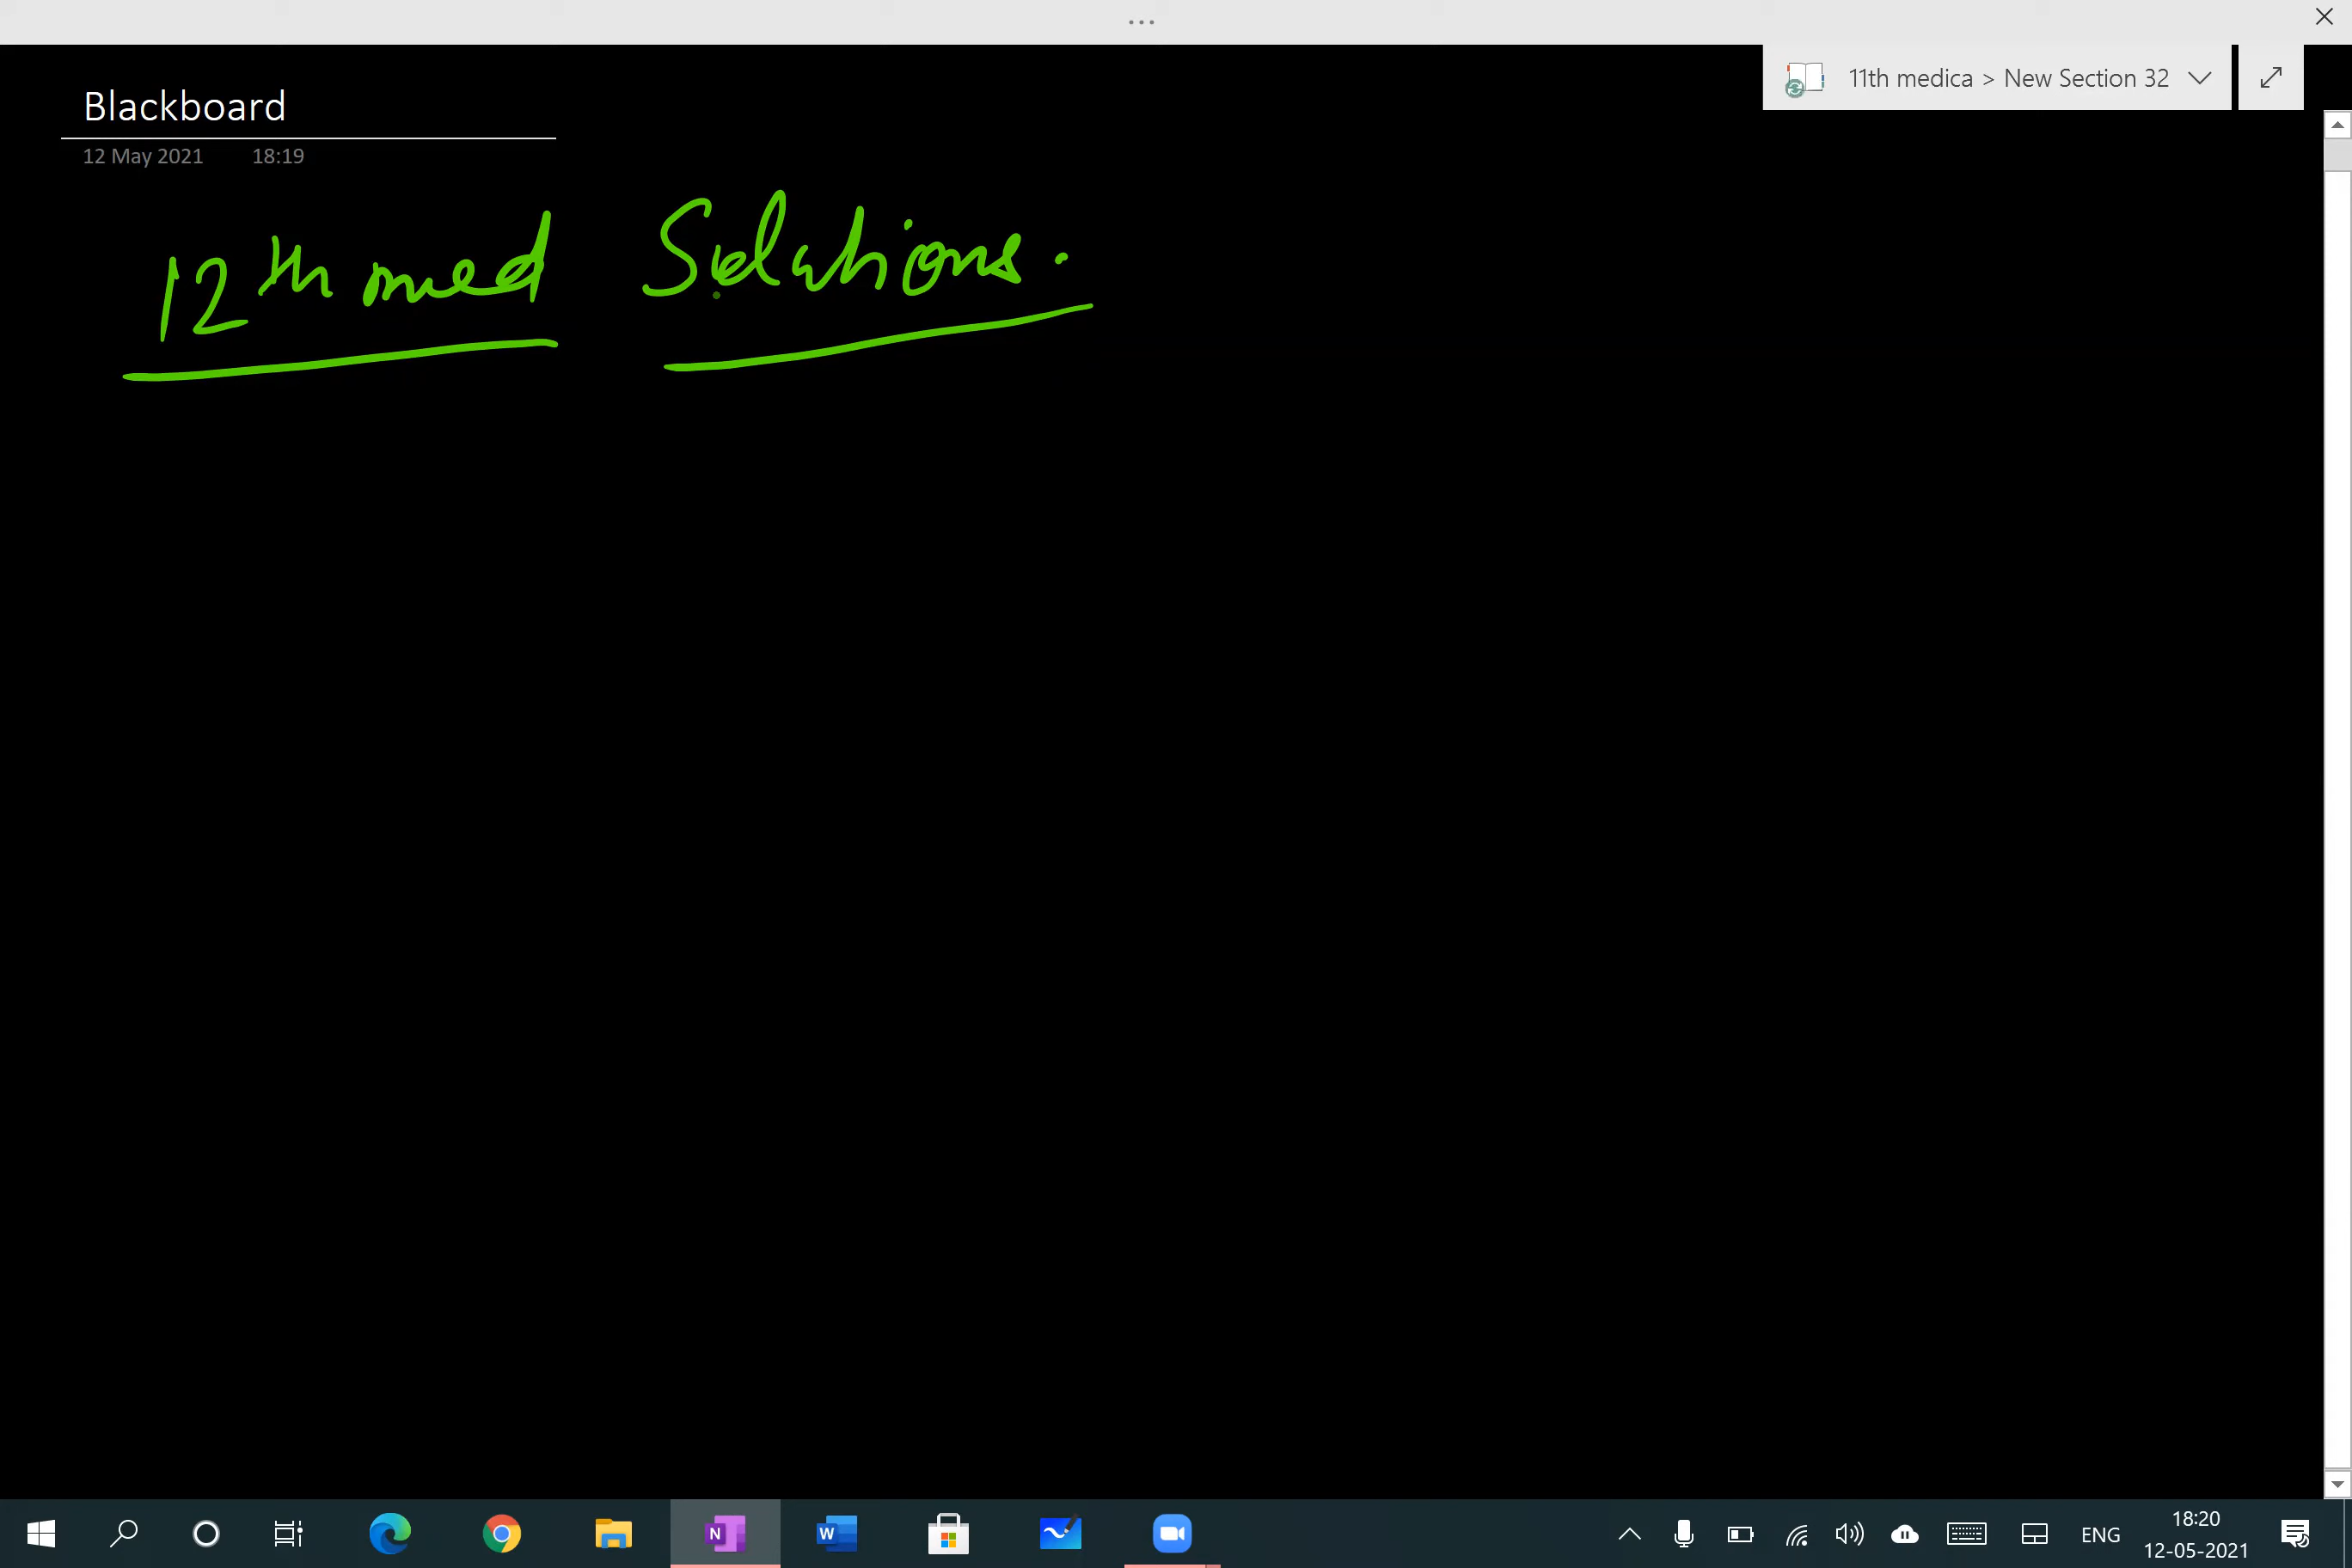 11th medica > New Section 32
Blackboard
12 May 2021 18:19
12th med Solutions.
ENG
18:20
12-05-2021